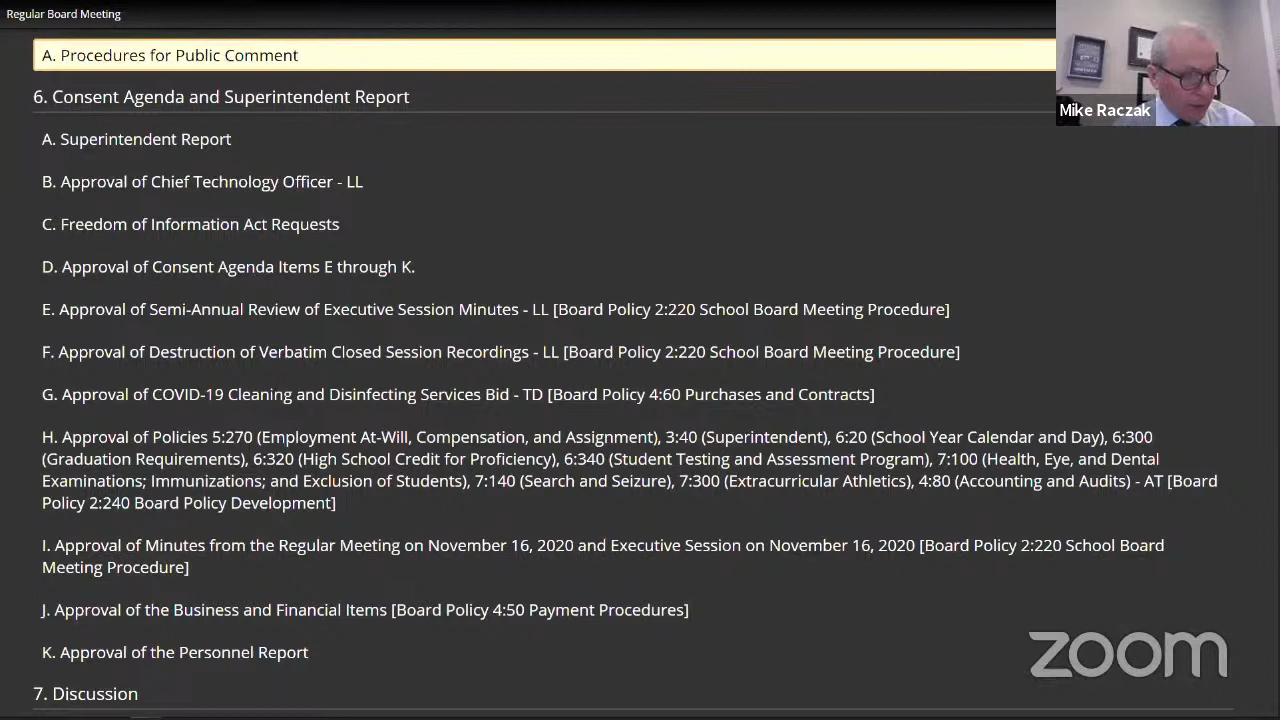 Regular Board Meeting
A. Procedures for Public Comment
Mike Raczak
6. Consent Agenda and Superintendent Report
A. Superintendent Report
B. Approval of Chief Technology Officer - LL
C. Freedom of Information Act Requests
D. Approval of Consent Agenda Items E through K.
E. Approval of Semi-Annual Review of Executive Session Minutes - LL [Board Policy 2:220 School Board Meeting Procedure]
F. Approval of Destruction of Verbatim Closed Session Recordings - LL [Board Policy 2:220 School Board Meeting Procedure]
G. Approval of COVID-19 Cleaning and Disinfecting Services Bid - TD [Board Policy 4:60 Purchases and Contracts]
H. Approval of Policies 5:270 (Employment At-Will, Compensation, and Assignment), 3:40 (Superintendent), 6:20 (School Year Calendar and Day), 6:300
(Graduation Requirements), 6:320 (High School Credit for Proficiency), 6:340 (Student Testing and Assessment Program), 7:100 (Health, Eye, and Dental
Examinations; Immunizations; and Exclusion of Students), 7:140 (Search and Seizure), 7:300 (Extracurricular Athletics), 4:80 (Accounting and Audits) - AT [Board
Policy 2:240 Board Policy Development]
I. Approval of Minutes from the Regular Meeting on November 16, 2020 and Executive Session on November 16, 2020 [Board Policy 2:220 School Board
Meeting Procedure]
J. Approval of the Business and Financial Items [Board Policy 4:50 Payment Procedures]
K. Approval of the Personnel Report
zoom
7. Discussion